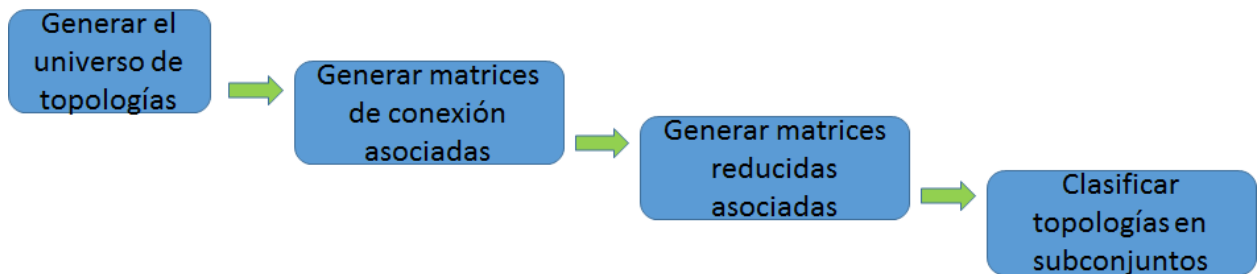 Generar el
universo de
topologías
Generar matrices
de conexión
asociadas
Generar matrices
reducidas
asociadas
Clasificar
topologías en
subconjuntos